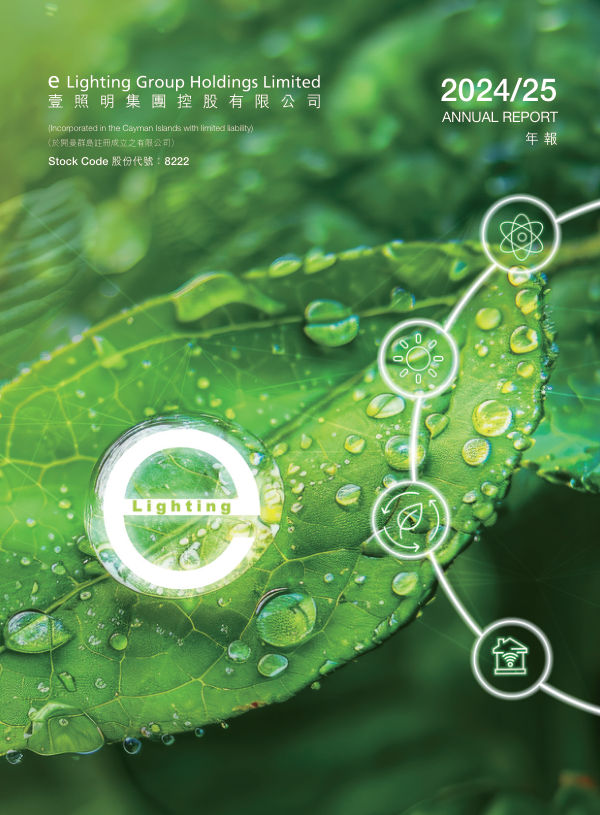 e Lighting Group Holdings Limited
壹照明集團控股有限公司
(Incorporated in the Cayman Islands with limited liability)
(於開曼群島註冊成立之有限公司)
Stock Code 股份代號：8222
2024/25
ANNUAL REPORT
年報
e
Lighting